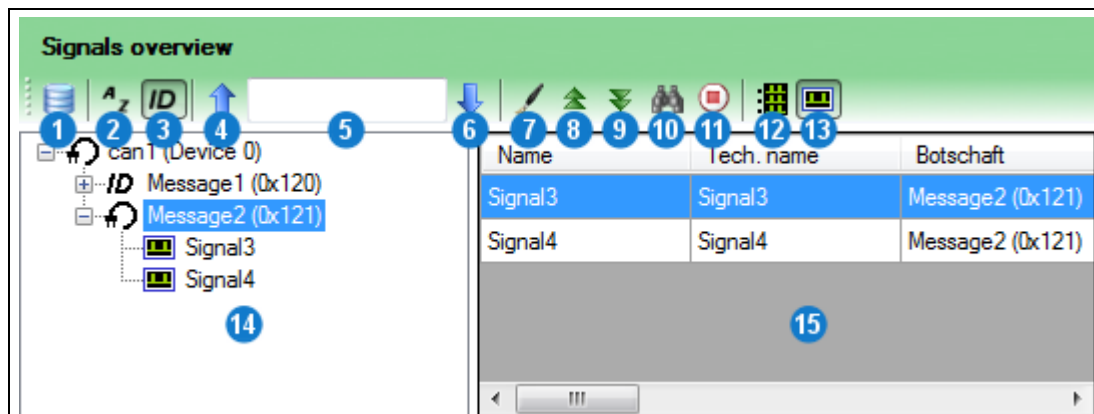 Signals overview
A Z ID
1 2 3 4 5 6 7 8 9 10 11 12 13
can1 (Device 0)
ID Message1 (0x120)
Message2 (0x121)
Signal3
Signal4
14
Name Tech. name Botschaft
Signal3 Signal3 Message2 (0x121)
Signal4 Signal4 Message2 (0x121)
15